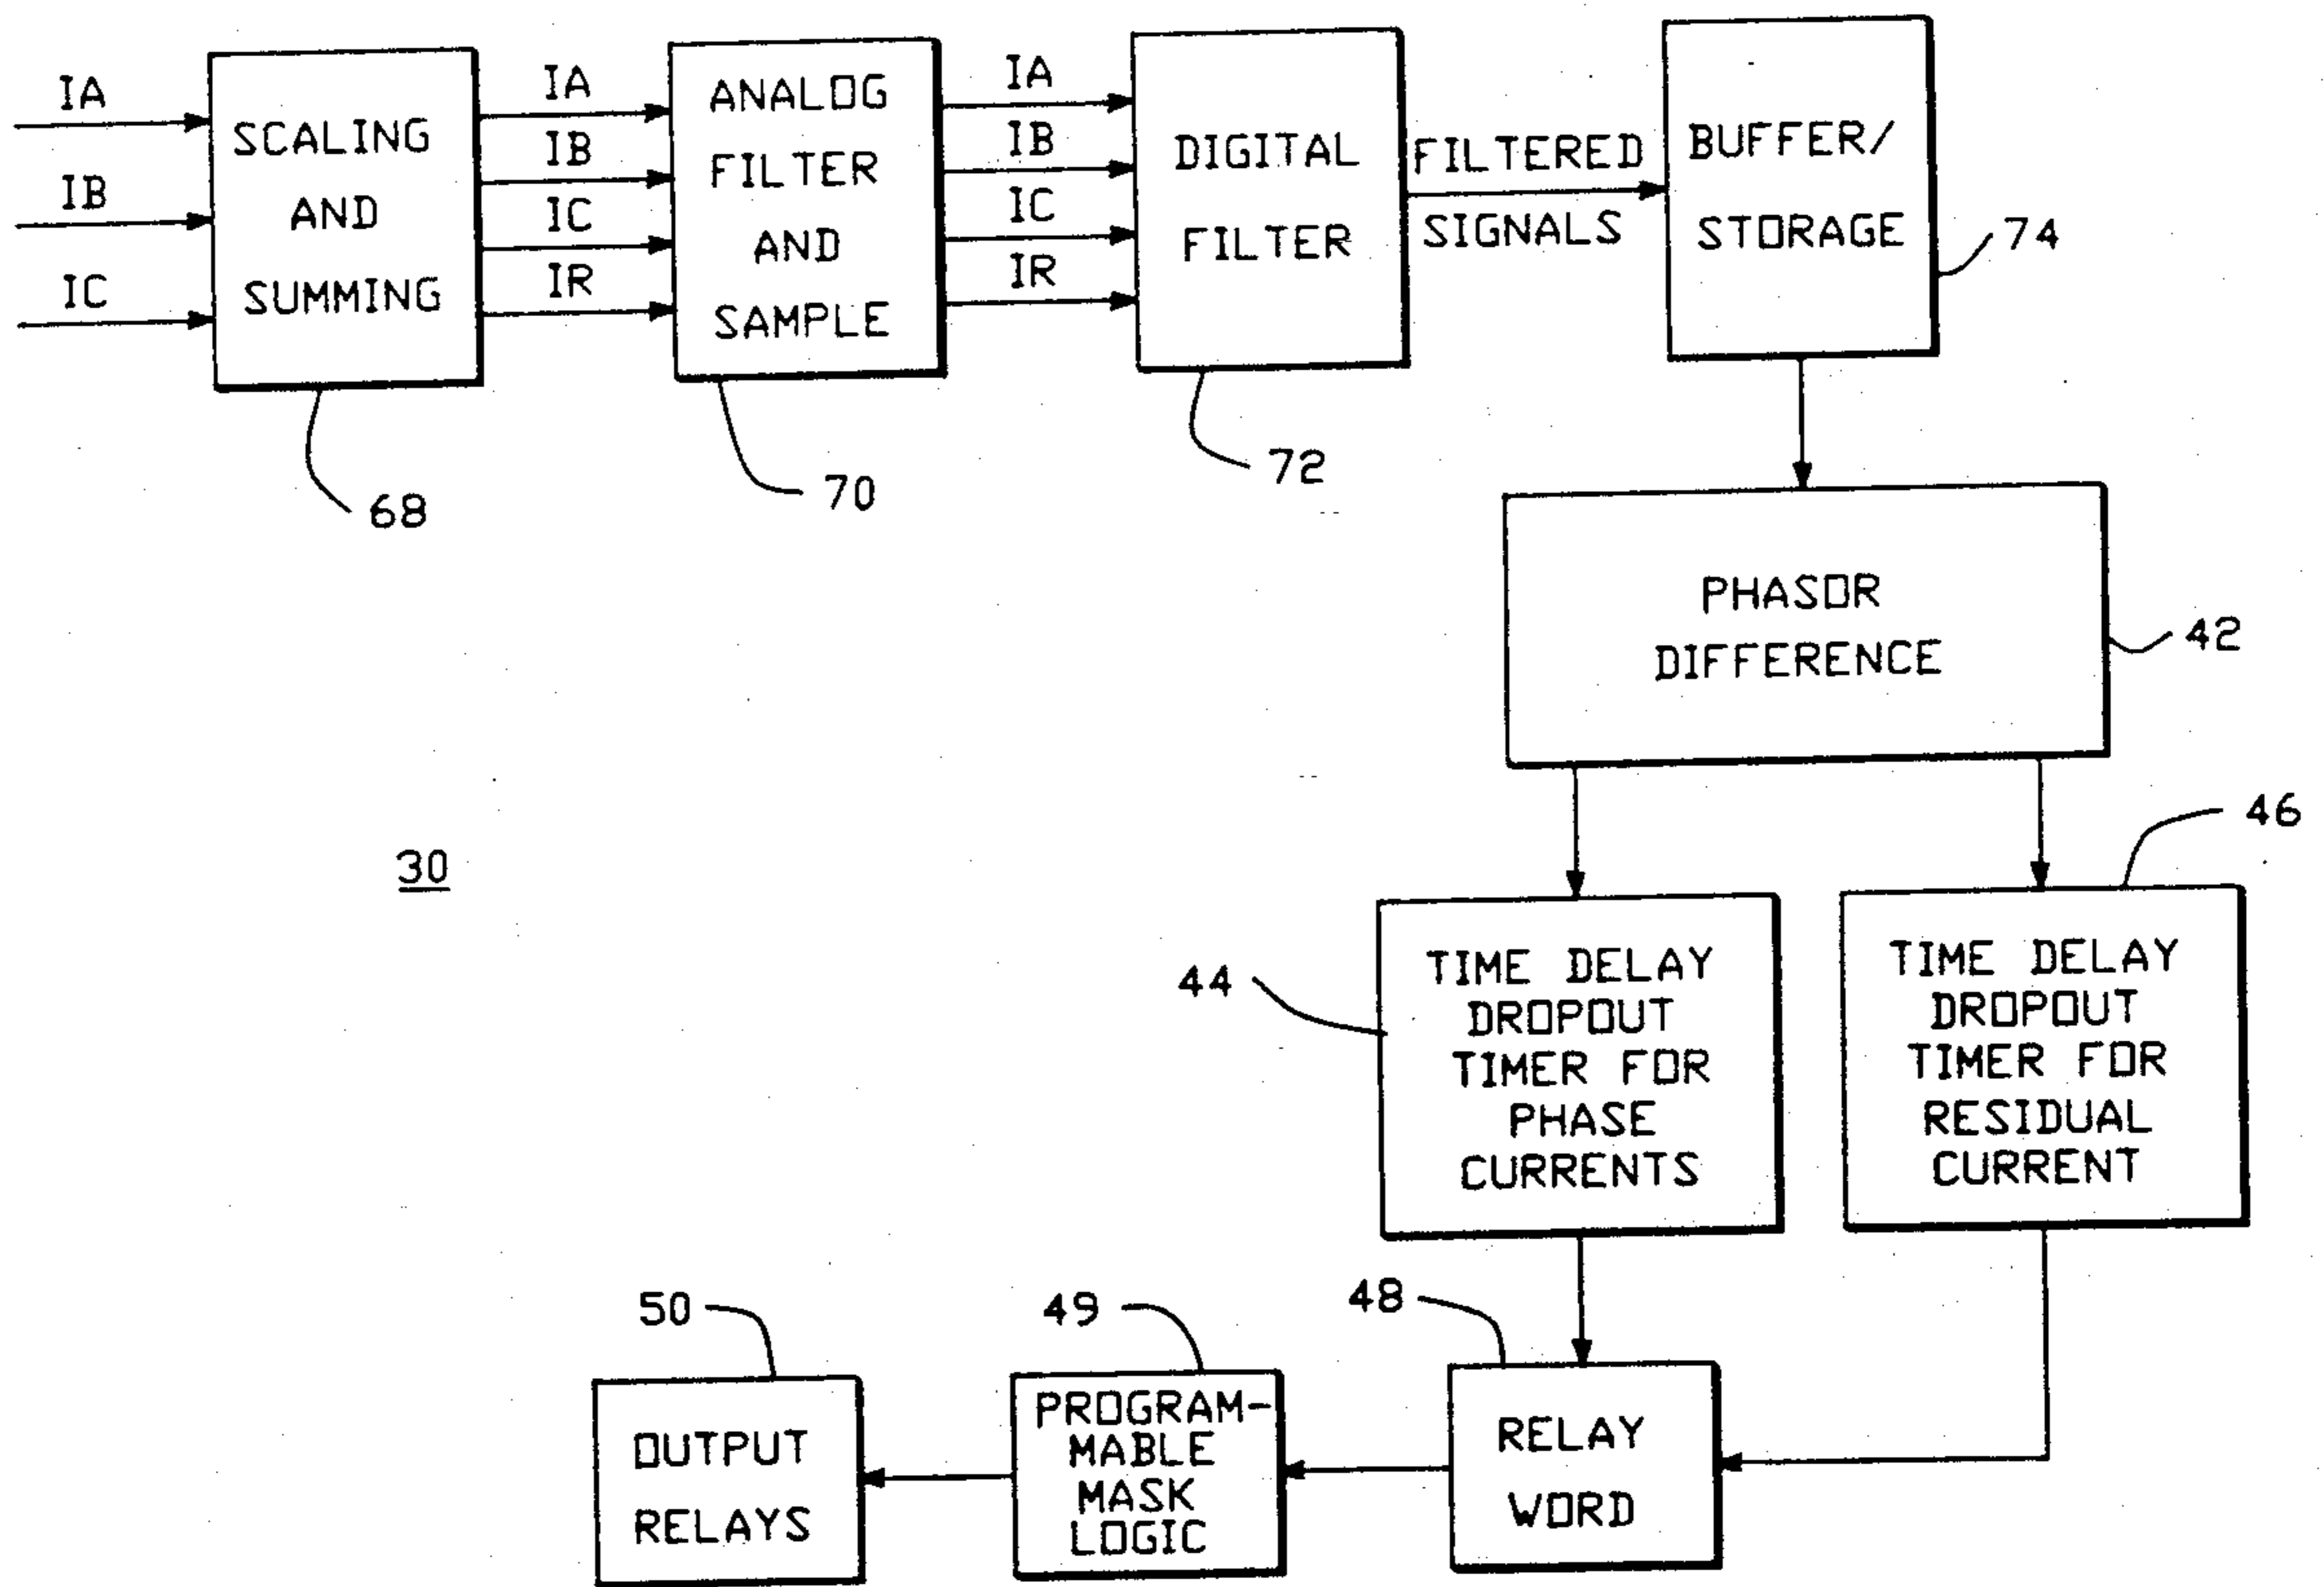 IA
IB
IC
SCALING
AND
SUMMING
68
IA
IB
IC
IR
ANALOG
FILTER
AND
SAMPLE
70
IA
IB
IC
IR
DIGITAL
FILTER
72
FILTERED
SIGNALS
BUFFER/
STORAGE
74
PHASOR
DIFFERENCE
42
30
44
TIME DELAY
DROPOUT
TIMER FOR
PHASE
CURRENTS
46
TIME DELAY
DROPOUT
TIMER FOR
RESIDUAL
CURRENT
50
OUTPUT
RELAYS
49
PROGRAM-
MABLE
MASK
LOGIC
48
RELAY
WORD